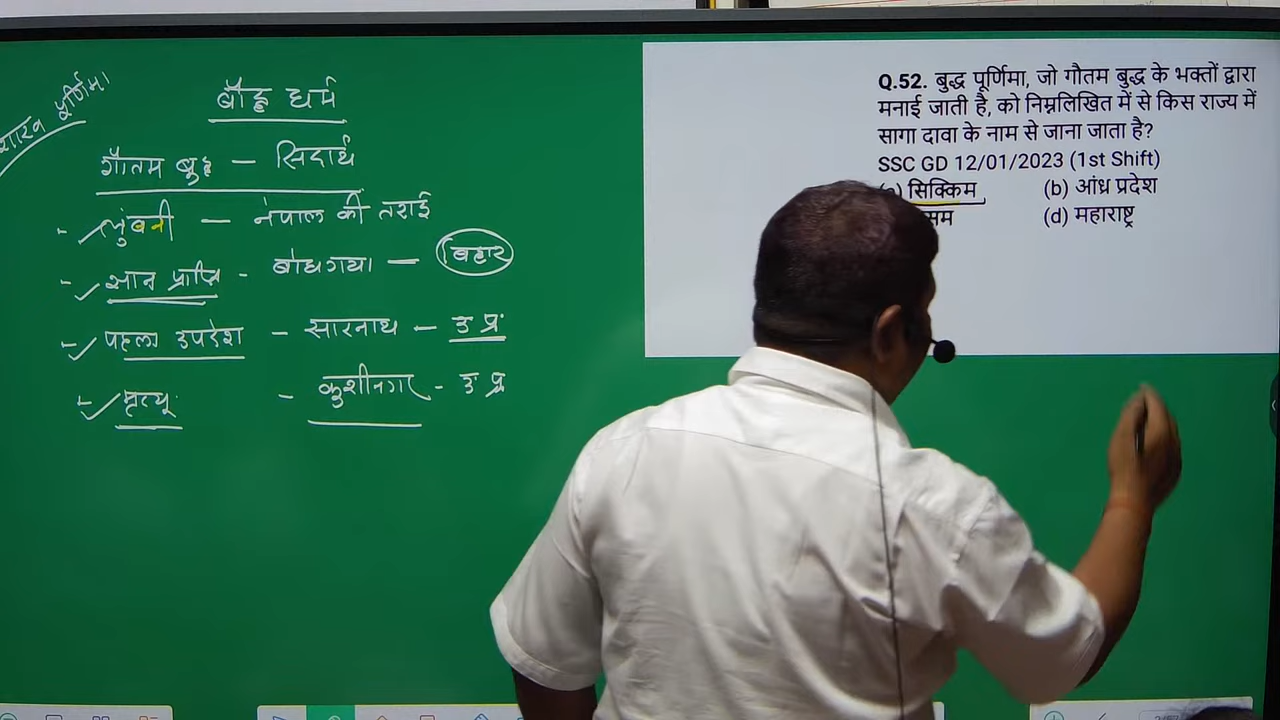 पूर्णिमा
बौद्ध धर्म
गौतम बुद्ध – सिद्दार्थ
- लुंबनी – नेपाल की तराई
- ज्ञान प्राप्ति - बोधगया – बिहार
- पहला उपदेश – सारनाथ – उ प्र
- मृत्यु - कुशीनगर - उ प्र
Q.52. बुद्ध पूर्णिमा, जो गौतम बुद्ध के भक्तों द्वारा
मनाई जाती है, को निम्नलिखित में से किस राज्य में
सागा दावा के नाम से जाना जाता है?
SSC GD 12/01/2023 (1st Shift)
सिक्किम (b) आंध्र प्रदेश
(d) महाराष्ट्र